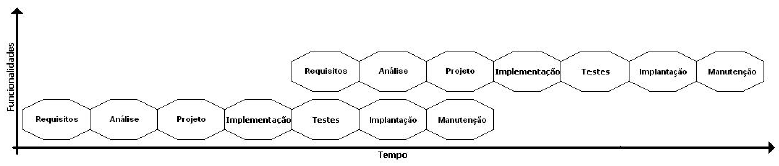 Funcionalidades
Requisitos Análise Projeto Implementação Testes Implantação Manutenção
Requisitos Análise Projeto Implementação Testes Implantação Manutenção
Tempo